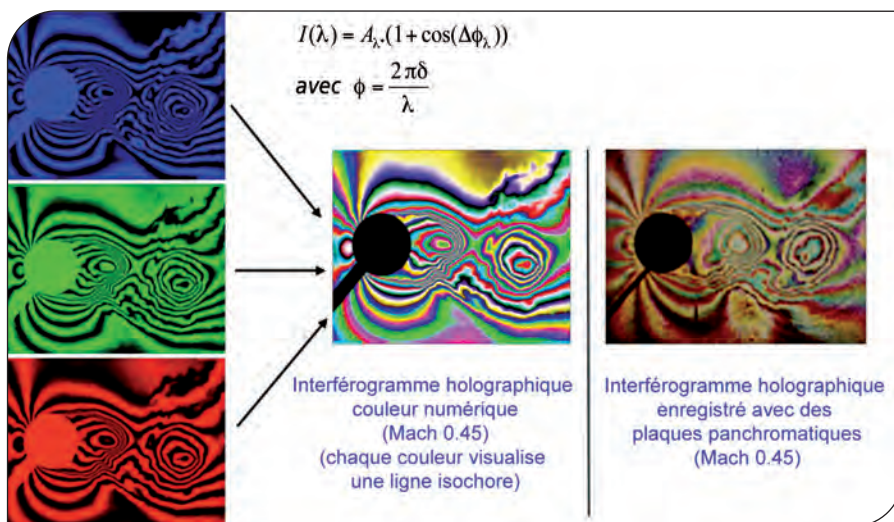 I(λ) = A_λ.(1 + cos(Δϕ_λ))
avec ϕ = 2πδ / λ
Interférogramme holographique
couleur numérique
(Mach 0.45)
(chaque couleur visualise
une ligne isochore)
Interférogramme holographique
enregistré avec des
plaques panchromatiques
(Mach 0.45)